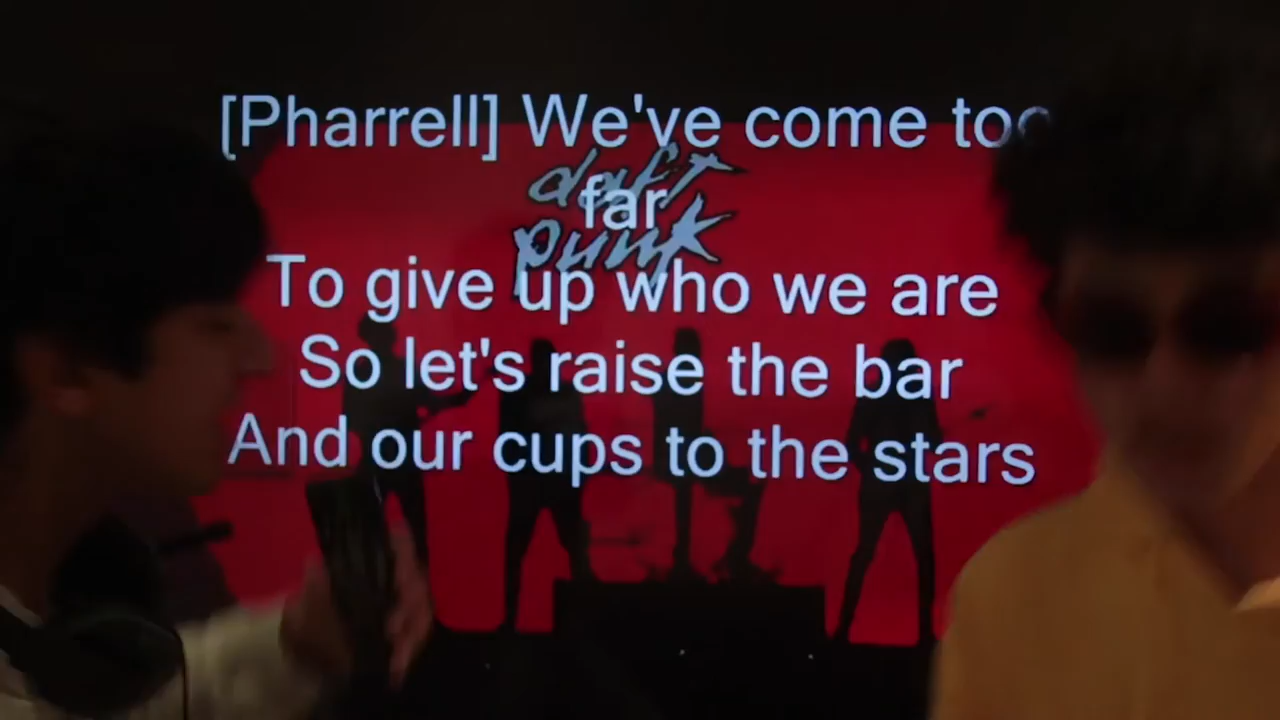 [Pharrell] We've come too
daft
far
punk
To give up who we are
So let's raise the bar
And our cups to the stars